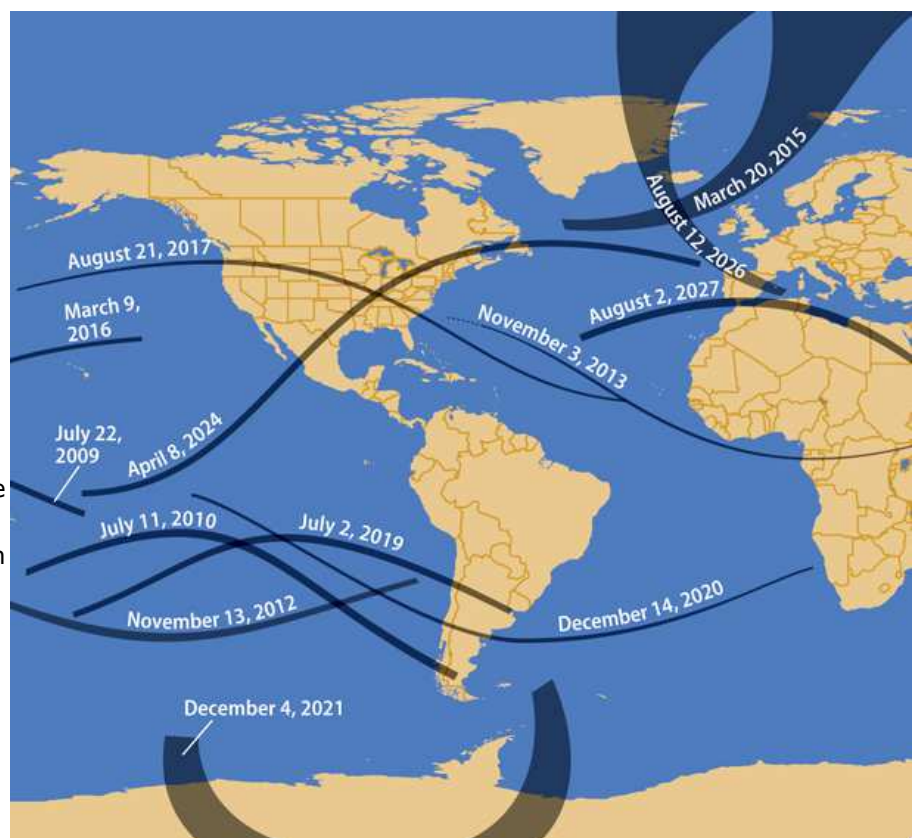 March 20, 2015
August 12, 2026
August 21, 2017
August 2, 2027
March 9,
2016
November 3, 2013
July 22,
2009
April 8, 2024
July 11, 2010
July 2, 2019
November 13, 2012
December 14, 2020
December 4, 2021